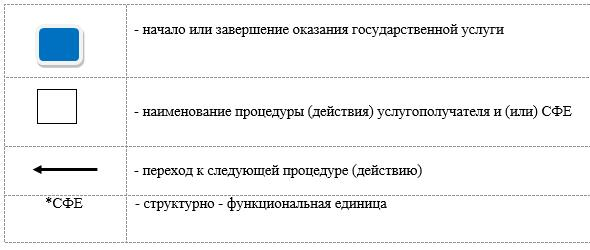 - начало или завершение оказания государственной услуги
- наименование процедуры (действия) услугополучателя и (или) СФЕ
- переход к следующей процедуре (действию)
*СФЕ - структурно - функциональная единица